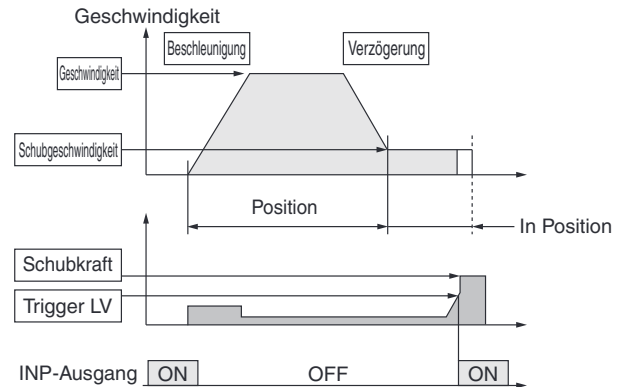 Geschwindigkeit
Beschleunigung
Verzögerung
Geschwindigkeit
Schubgeschwindigkeit
Position
In Position
Schubkraft
Trigger LV
INP-Ausgang ON OFF ON